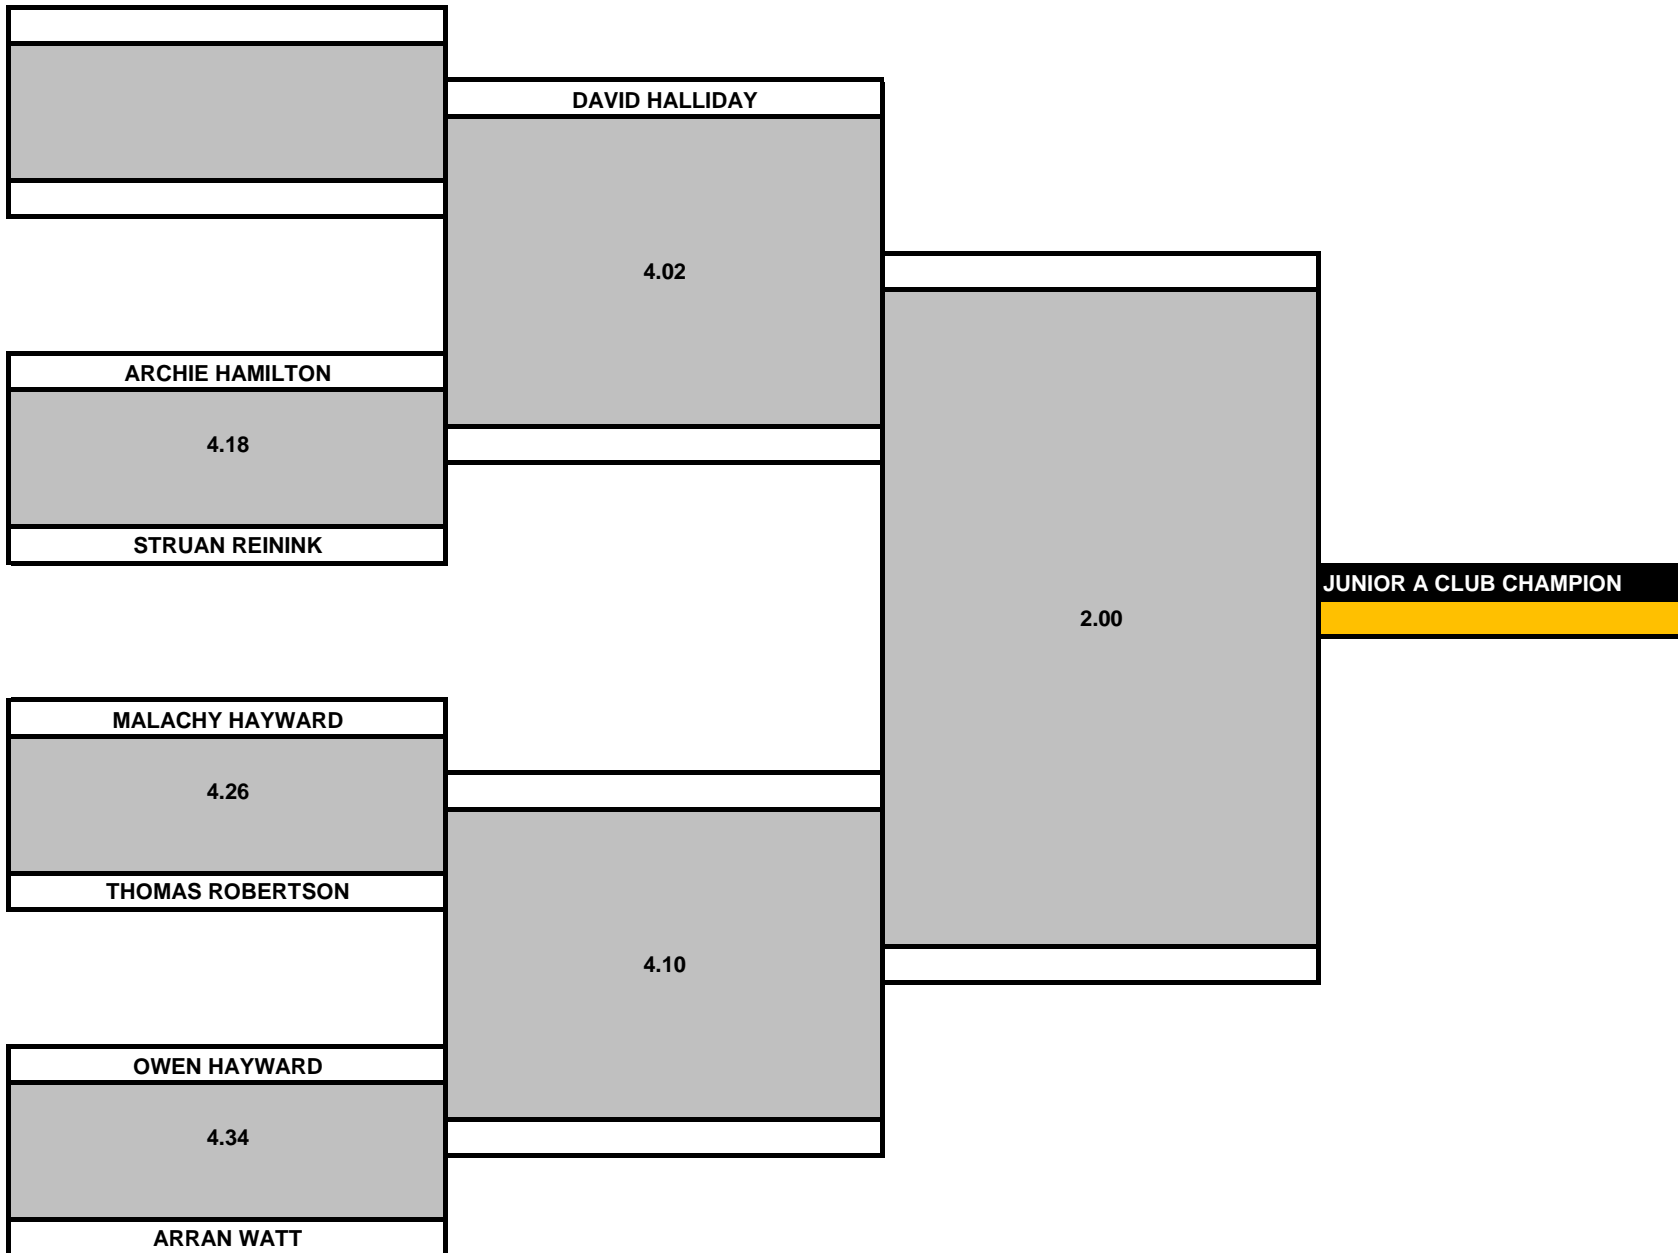 DAVID HALLIDAY
4.02
ARCHIE HAMILTON
4.18
STRUAN REININK
JUNIOR A CLUB CHAMPION
2.00
MALACHY HAYWARD
4.26
THOMAS ROBERTSON
4.10
OWEN HAYWARD
4.34
ARRAN WATT